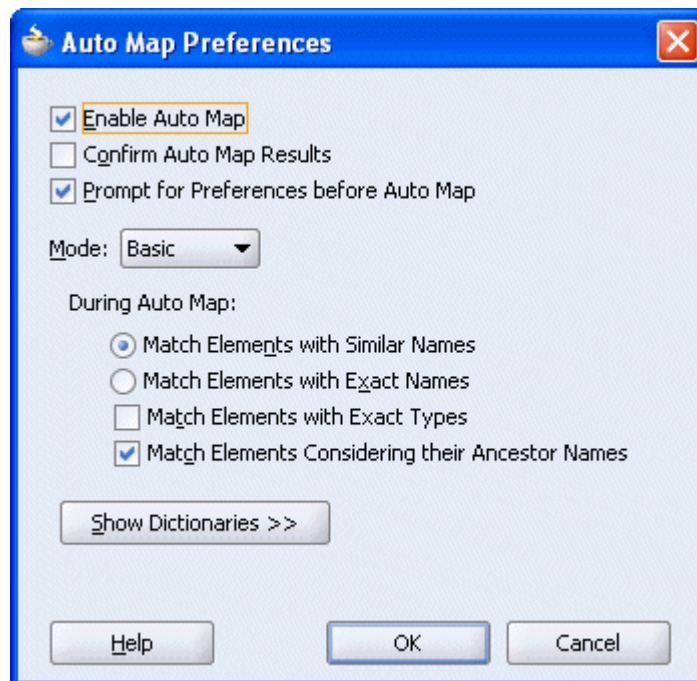 Auto Map Preferences
Enable Auto Map
Confirm Auto Map Results
Prompt for Preferences before Auto Map
Mode: Basic
During Auto Map:
Match Elements with Similar Names
Match Elements with Exact Names
Match Elements with Exact Types
Match Elements Considering their Ancestor Names
Show Dictionaries >>
Help OK Cancel